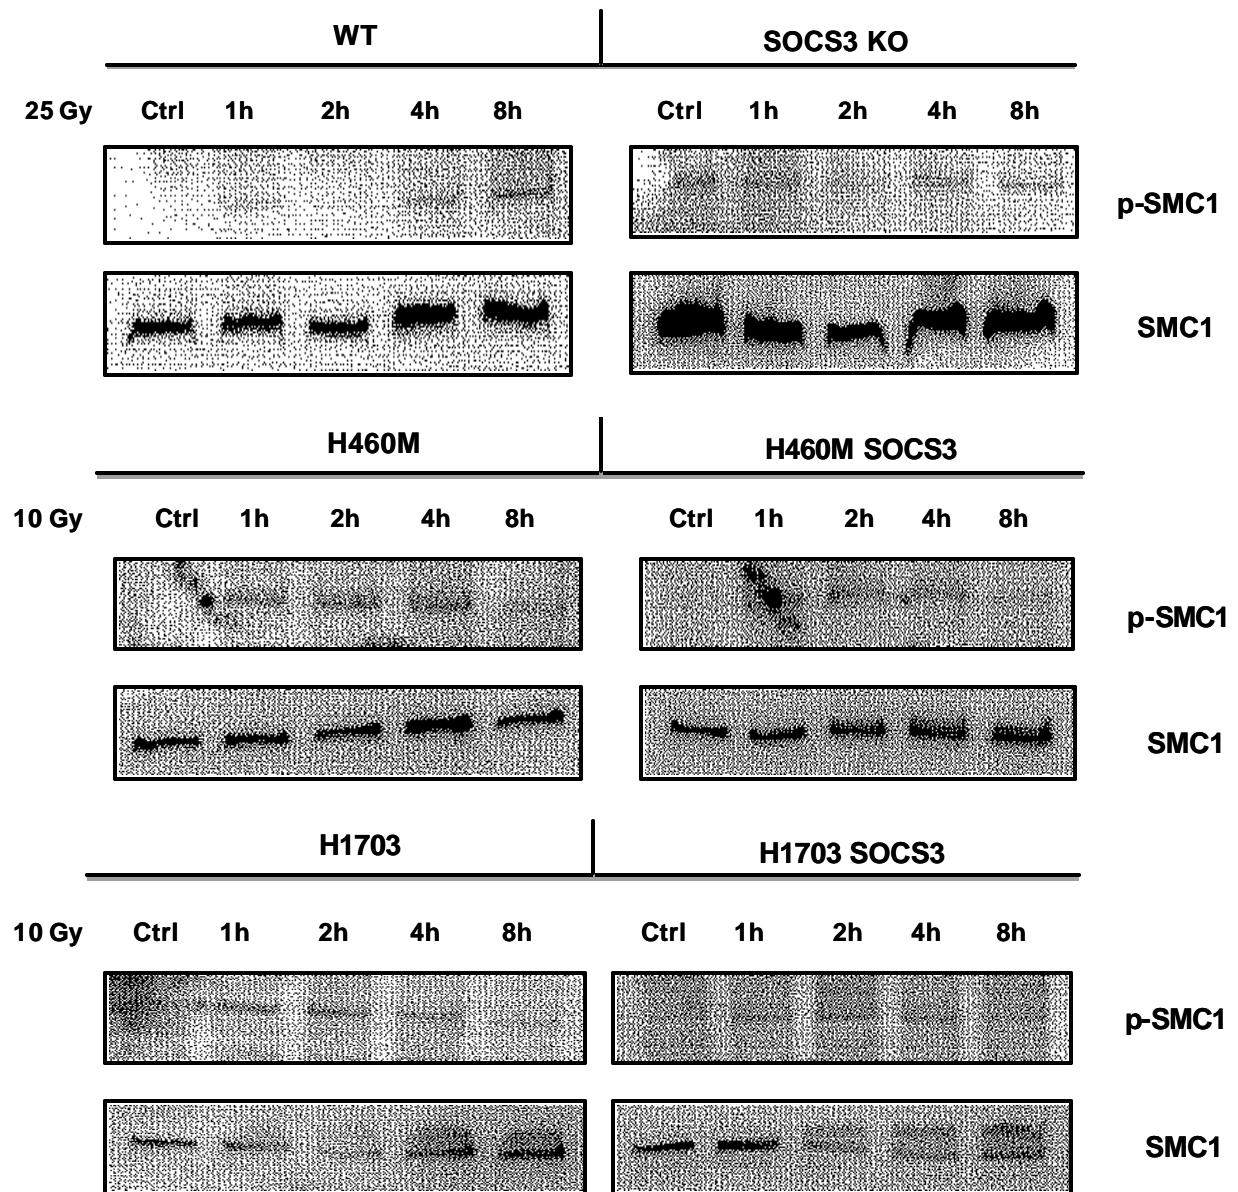 WT SOCS3 KO
25 Gy Ctrl 1h 2h 4h 8h Ctrl 1h 2h 4h 8h
p-SMC1
SMC1
H460M H460M SOCS3
10 Gy Ctrl 1h 2h 4h 8h Ctrl 1h 2h 4h 8h
p-SMC1
SMC1
H1703 H1703 SOCS3
10 Gy Ctrl 1h 2h 4h 8h Ctrl 1h 2h 4h 8h
p-SMC1
SMC1